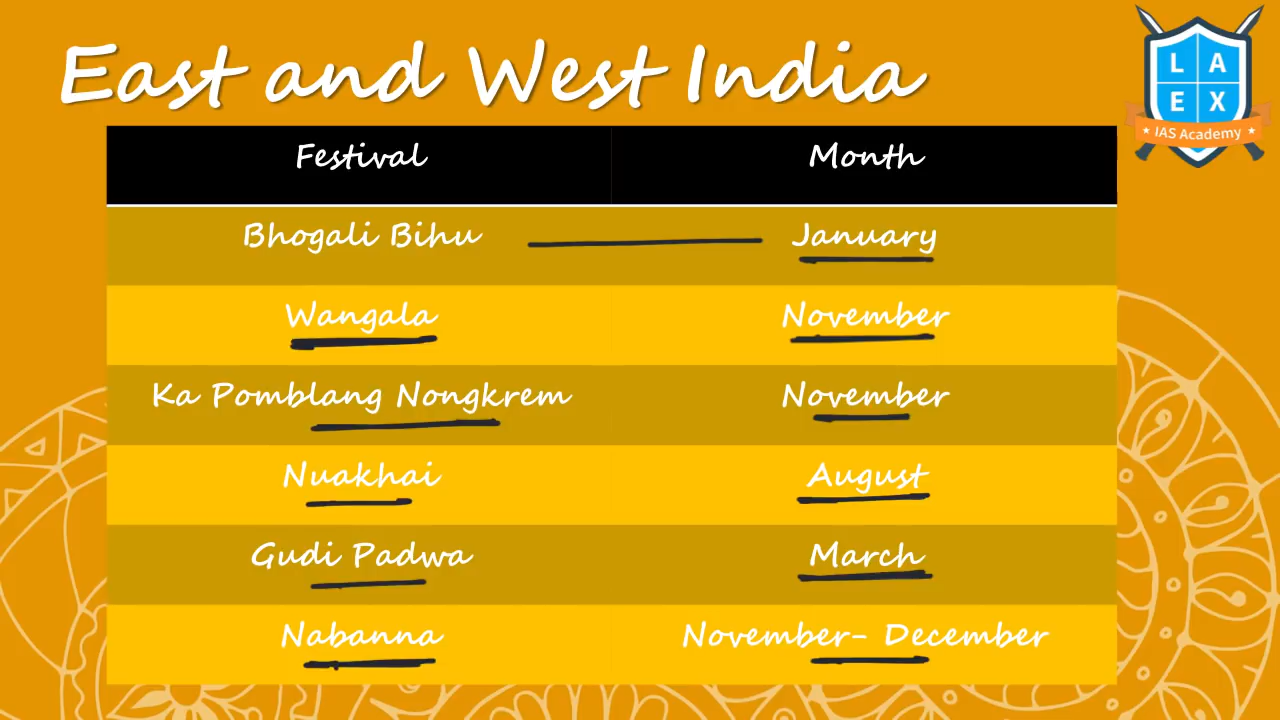 East and West India
L A
E X
IAS Academy
Festival Month
Bhogali Bihu January
Wangala November
Ka Pomblang Nongkrem November
Nuakhai August
Gudi Padwa March
Nabanna November- December